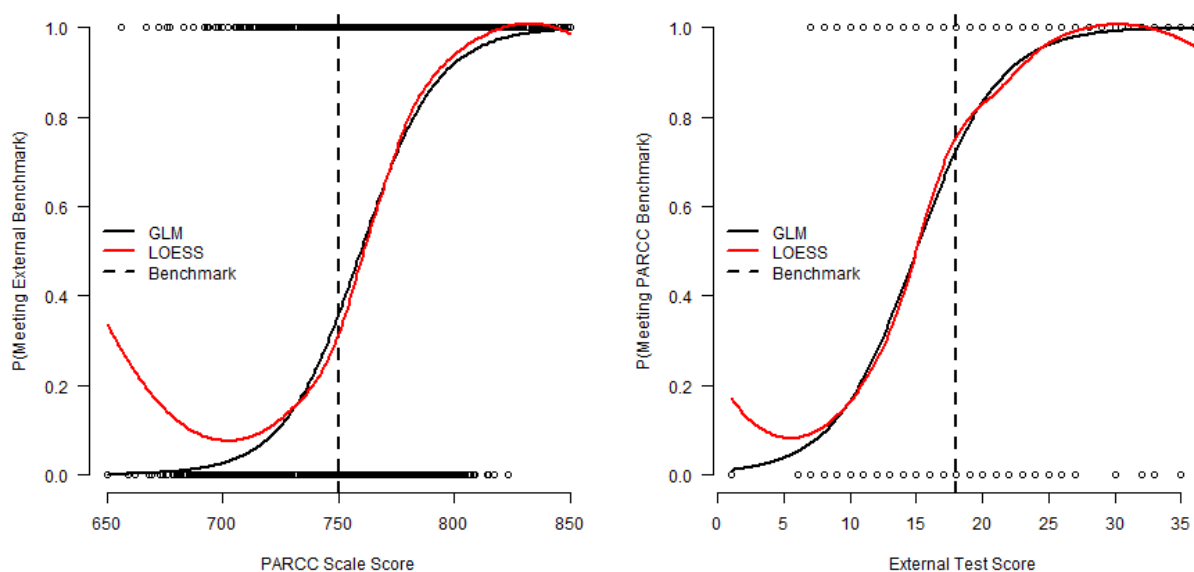 P(Meeting External Benchmark)
1.0
0.8
0.6
0.4
0.2
0.0
GLM
LOESS
Benchmark
650
700
750
800
850
PARCC Scale Score
P(Meeting PARCC Benchmark)
1.0
0.8
0.6
0.4
0.2
0.0
GLM
LOESS
Benchmark
0
5
10
15
20
25
30
35
External Test Score